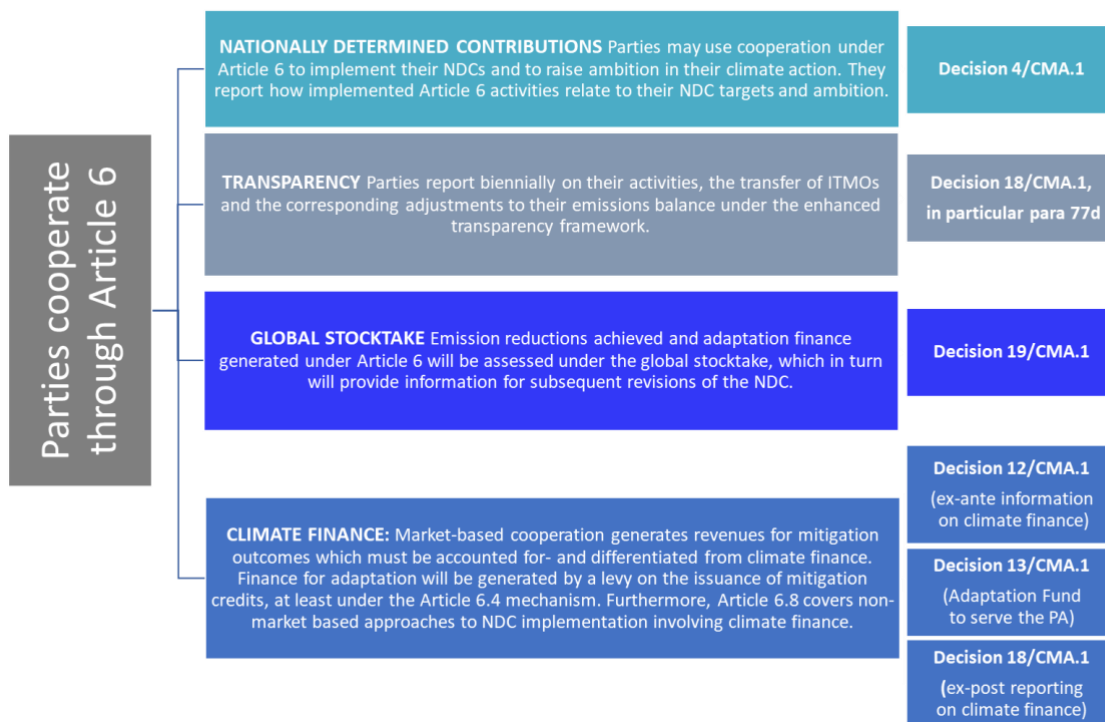 Parties cooperate
through Article 6
NATIONALLY DETERMINED CONTRIBUTIONS Parties may use cooperation under
Article 6 to implement their NDCs and to raise ambition in their climate action. They
report how implemented Article 6 activities relate to their NDC targets and ambition.
Decision 4/CMA.1
TRANSPARENCY Parties report biennially on their activities, the transfer of ITMOs
and the corresponding adjustments to their emissions balance under the enhanced
transparency framework.
Decision 18/CMA.1,
in particular para 77d
GLOBAL STOCKTAKE Emission reductions achieved and adaptation finance
generated under Article 6 will be assessed under the global stocktake, which in turn
will provide information for subsequent revisions of the NDC.
Decision 19/CMA.1
CLIMATE FINANCE: Market-based cooperation generates revenues for mitigation
outcomes which must be accounted for- and differentiated from climate finance.
Finance for adaptation will be generated by a levy on the issuance of mitigation
credits, at least under the Article 6.4 mechanism. Furthermore, Article 6.8 covers non-
market based approaches to NDC implementation involving climate finance.
Decision 12/CMA.1
(ex-ante information
on climate finance)
Decision 13/CMA.1
(Adaptation Fund
to serve the PA)
Decision 18/CMA.1
(ex-post reporting
on climate finance)